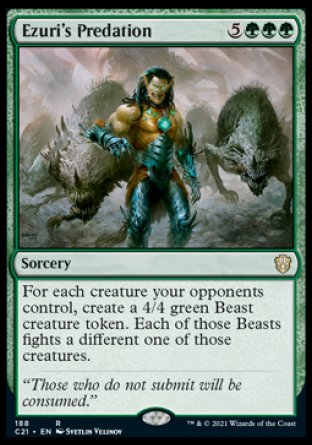 Ezuri's Predation 5
Sorcery
For each creature your opponents
control, create a 4/4 green Beast
creature token. Each of those Beasts
fights a different one of those
creatures.
“Those who do not submit will be
consumed.”
188 R
C21 • EN Svetlin Velinov
™ & © 2021 Wizards of the Coast